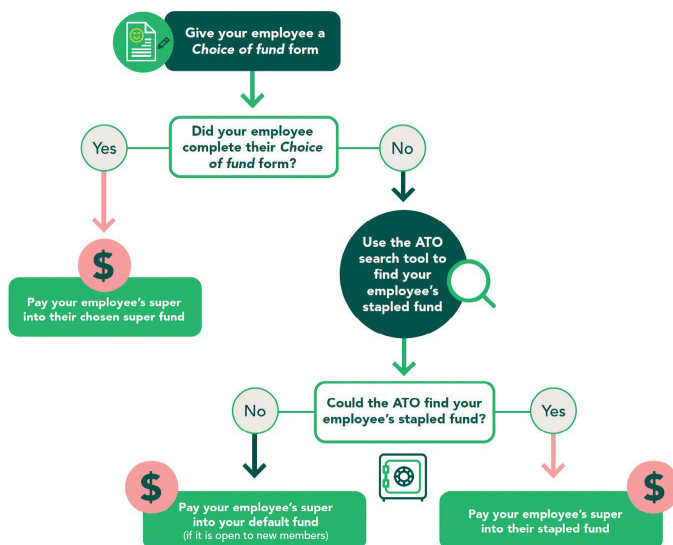 Give your employee a
Choice of fund form
Did your employee
complete their Choice
of fund form?
Yes
No
$
Pay your employee's super
into their chosen super fund
Use the ATO
search tool to
find your
employee's
stapled fund
Could the ATO find your
employee's stapled fund?
No
Yes
$
Pay your employee's super
into your default fund
(if it is open to new members)
$
Pay your employee's super
into their stapled fund